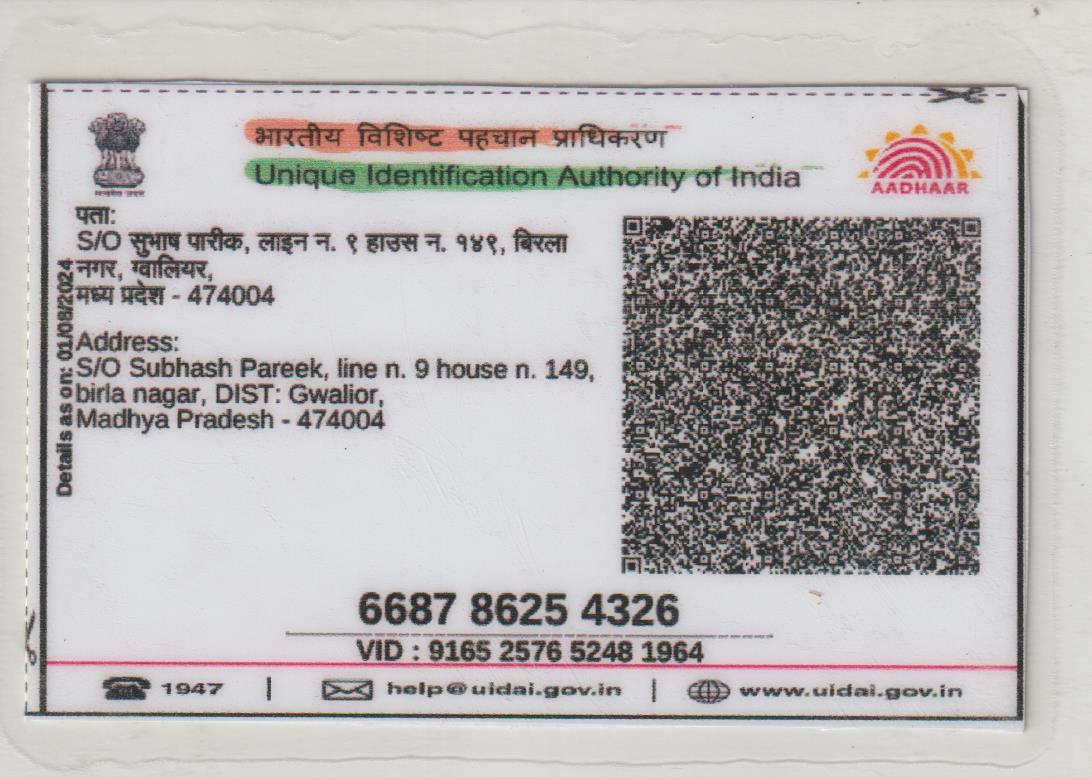 भारतीय विशिष्ट पहचान प्राधिकरण
Unique Identification Authority of India
AADHAAR
पता:
S/O सुभाष पारीक, लाइन न. ९ हाउस न. १४९, बिरला
नगर, ग्वालियर,
मध्य प्रदेश - 474004
Address:
S/O Subhash Pareek, line n. 9 house n. 149,
birla nagar, DIST: Gwalior,
Madhya Pradesh - 474004
Details as on: 01/08/2024
6687 8625 4326
VID : 9165 2576 5248 1964
1947 | help@uidai.gov.in | www.uidai.gov.in